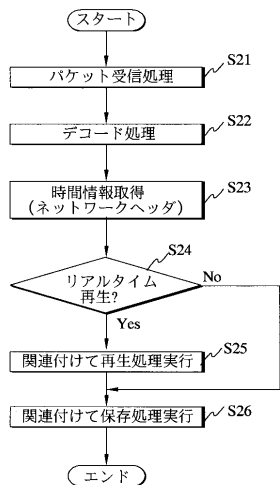 スタート
S21
パケット受信処理
S22
デコード処理
S23
時間情報取得
(ネットワークヘッダ)
S24
リアルタイム
再生?
No
Yes
S25
関連付けて再生処理実行
S26
関連付けて保存処理実行
エンド